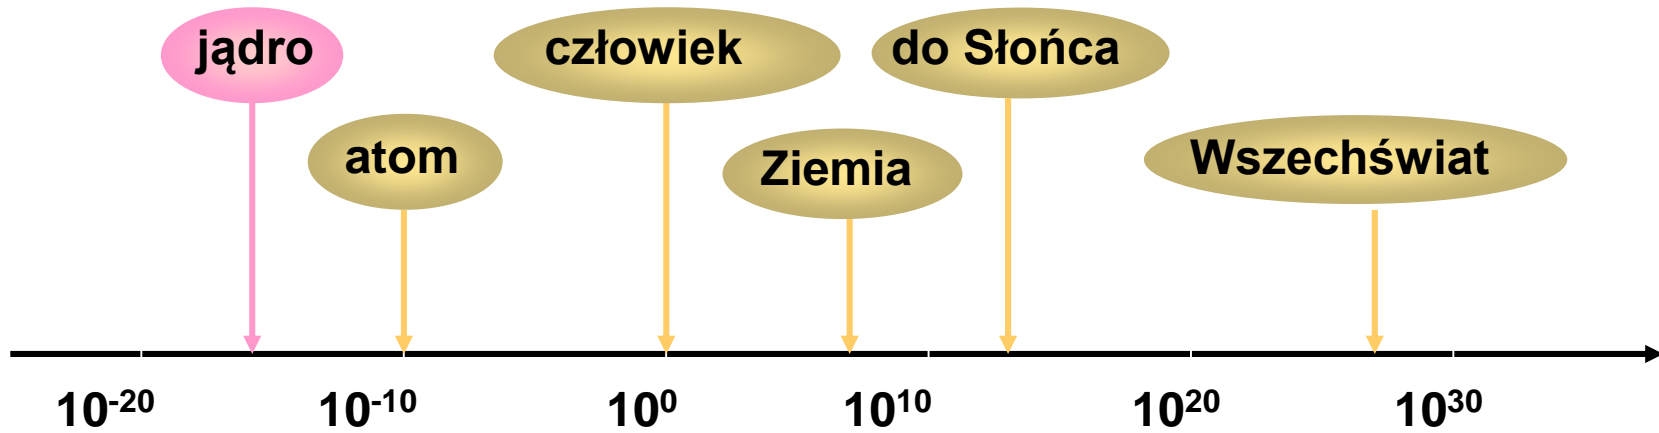 jądro
człowiek
do Słońca
atom
Ziemia
Wszechświat
10⁻²⁰
10⁻¹⁰
10⁰
10¹⁰
10²⁰
10³⁰